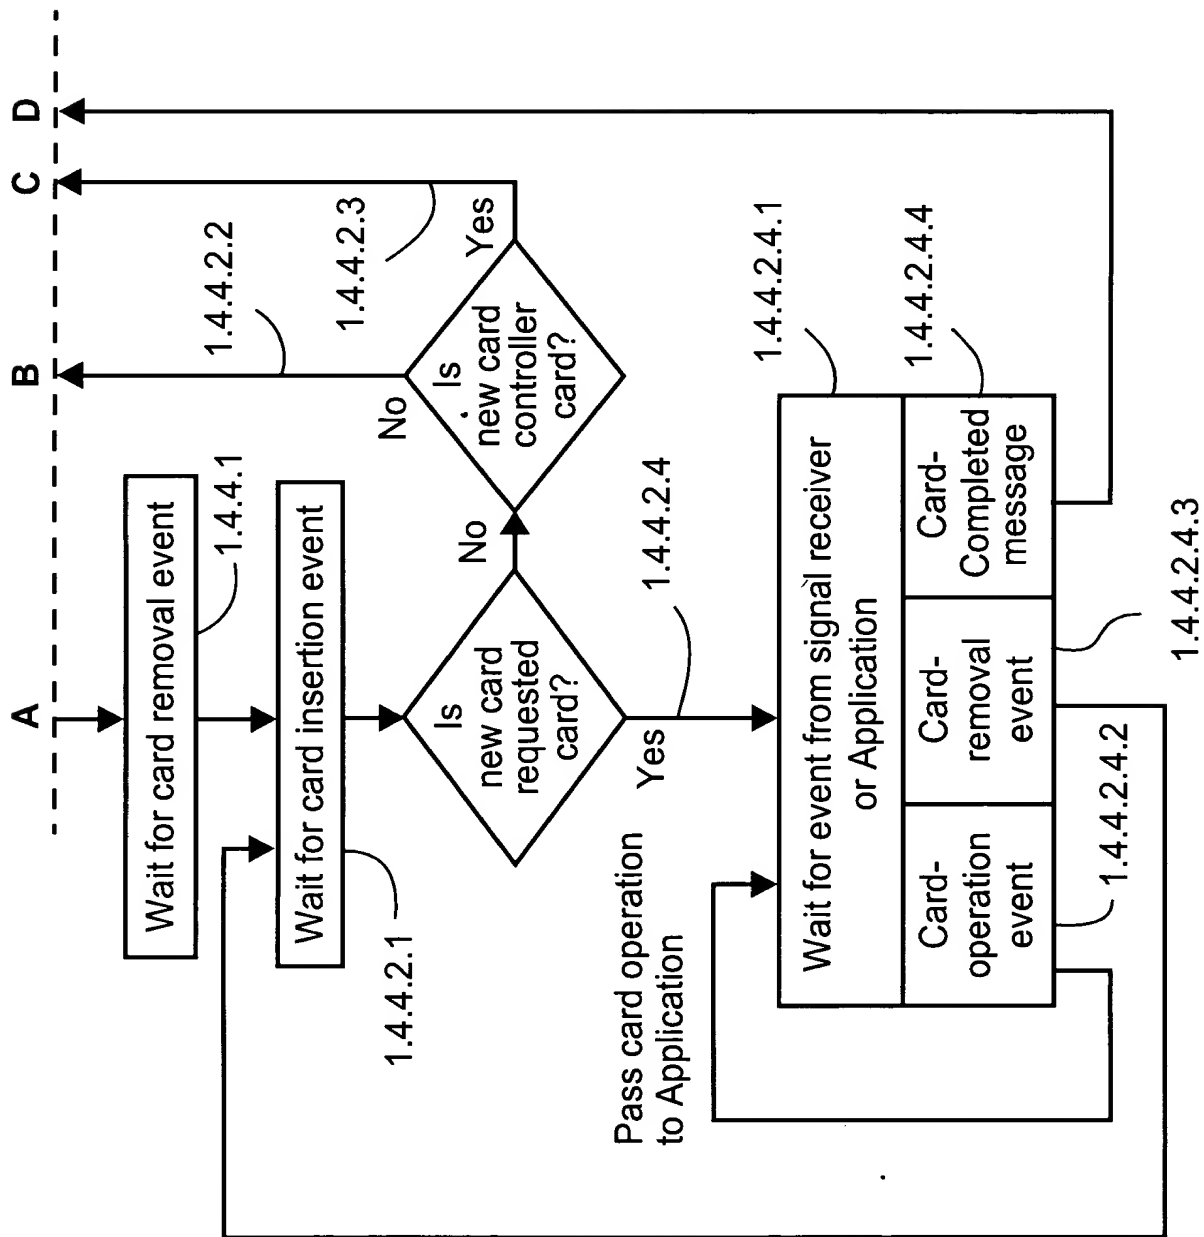 A
B
C
D
Wait for card removal event
1.4.4.1
Wait for card insertion event
1.4.4.2.1
1.4.4.2.2
1.4.4.2.3
Is
new card
requested
card?
No
Yes
Is
new card
controller
card?
No
Yes
1.4.4.2.4
Pass card operation
to Application
Wait for event from signal receiver
or Application
1.4.4.2.4.1
Card-
operation
event
Card-
removal
event
Card-
Completed
message
1.4.4.2.4.4
1.4.4.2.4.2
1.4.4.2.4.3